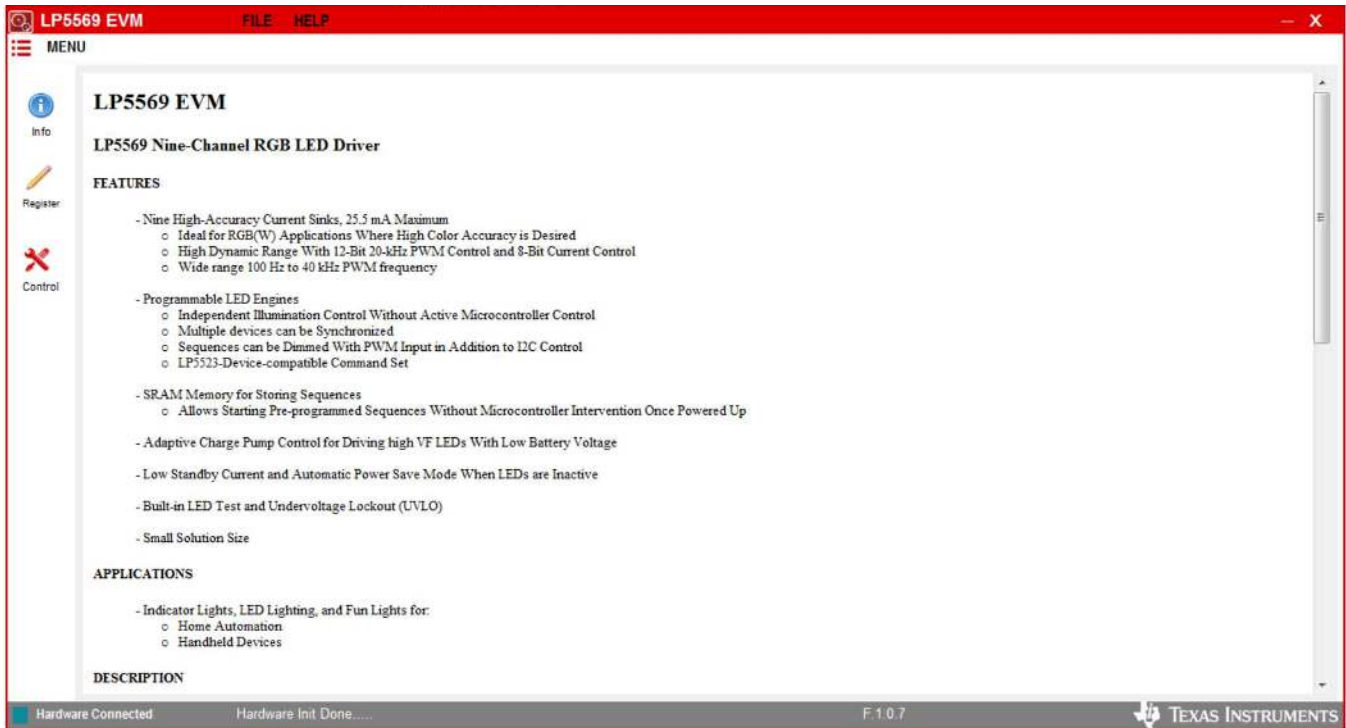 LP5569 EVM FILE HELP
MENU
Info
Register
Control
LP5569 EVM
LP5569 Nine-Channel RGB LED Driver
FEATURES
- Nine High-Accuracy Current Sinks, 25.5 mA Maximum
o Ideal for RGB(W) Applications Where High Color Accuracy is Desired
o High Dynamic Range With 12-Bit 20-kHz PWM Control and 8-Bit Current Control
o Wide range 100 Hz to 40 kHz PWM frequency
- Programmable LED Engines
o Independent Illumination Control Without Active Microcontroller Control
o Multiple devices can be Synchronized
o Sequences can be Dimmed With PWM Input in Addition to I2C Control
o LP5523-Device-compatible Command Set
- SRAM Memory for Storing Sequences
o Allows Starting Pre-programmed Sequences Without Microcontroller Intervention Once Powered Up
- Adaptive Charge Pump Control for Driving high VF LEDs With Low Battery Voltage
- Low Standby Current and Automatic Power Save Mode When LEDs are Inactive
- Built-in LED Test and Undervoltage Lockout (UVLO)
- Small Solution Size
APPLICATIONS
- Indicator Lights, LED Lighting, and Fun Lights for:
o Home Automation
o Handheld Devices
DESCRIPTION
Hardware Connected Hardware Init Done..... F.1.0.7 TEXAS INSTRUMENTS